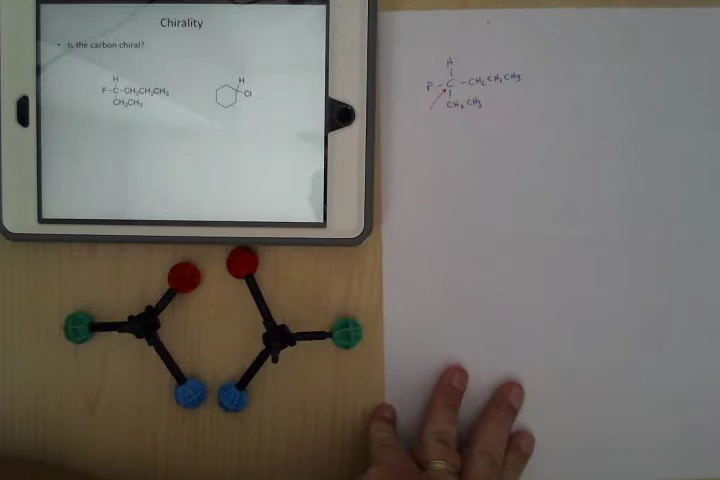 Chirality
• Is the carbon chiral?
H
F-C-CH2CH2CH3
CH2CH3
H
Cl
H
F-C-CH2CH2CH3
CH2CH3